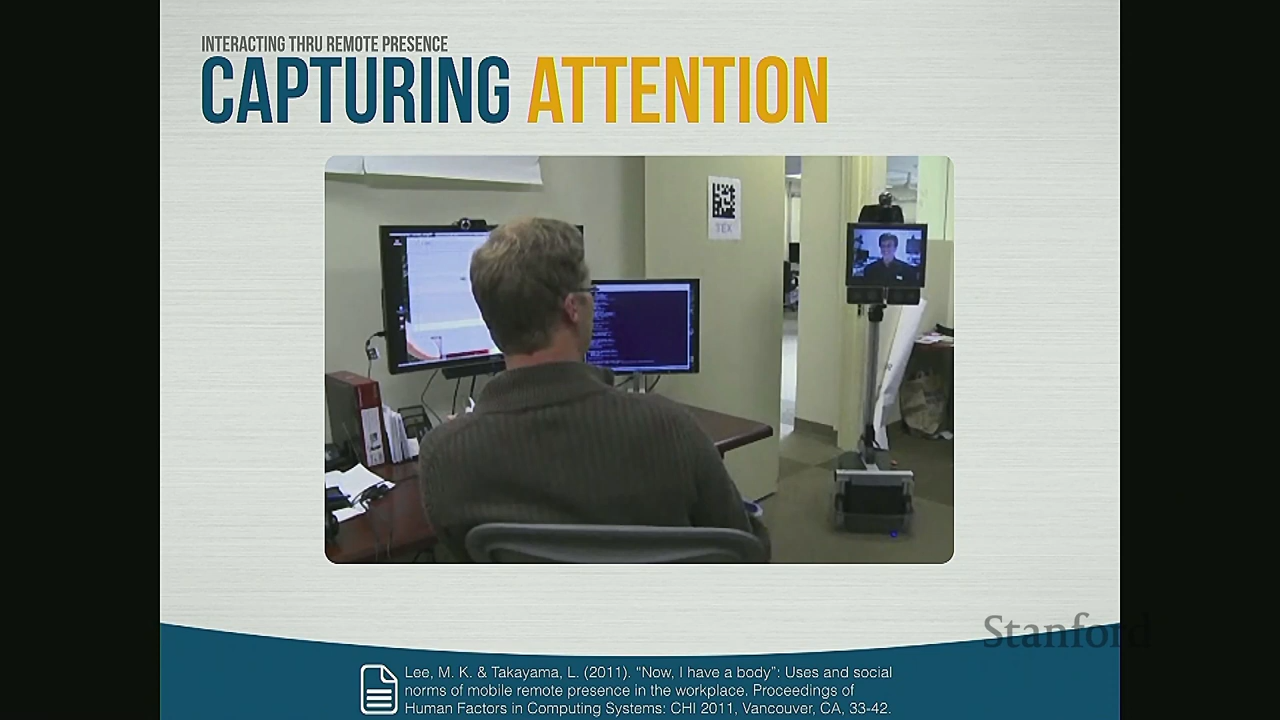 INTERACTING THRU REMOTE PRESENCE
CAPTURING ATTENTION
TEX
Stanford
Lee, M. K. & Takayama, L. (2011). “Now, I have a body”: Uses and social
norms of mobile remote presence in the workplace. Proceedings of
Human Factors in Computing Systems: CHI 2011, Vancouver, CA, 33-42.